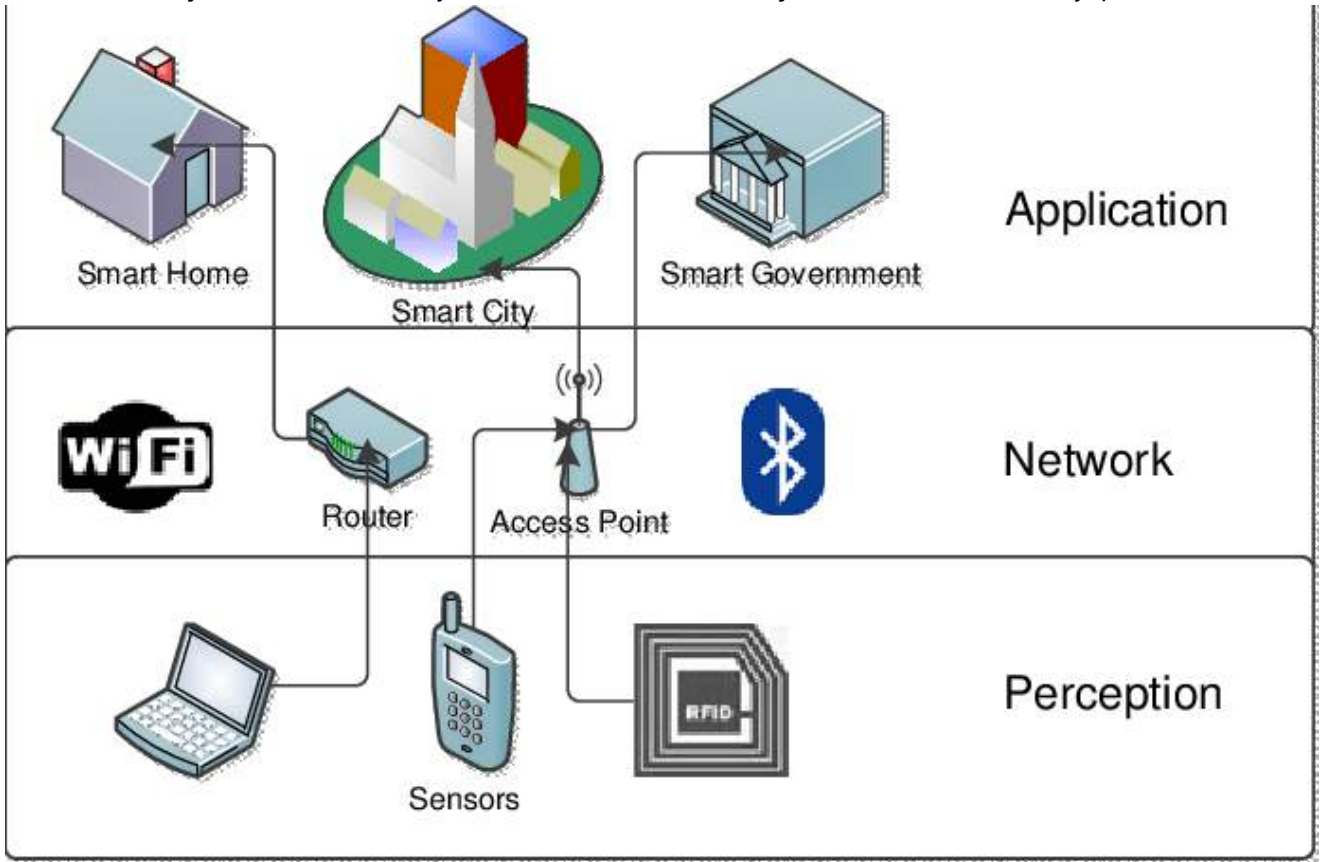 Application
Smart Home
Smart Government
Smart City
WiFi
Network
Router
Access Point
RFID
Perception
Sensors